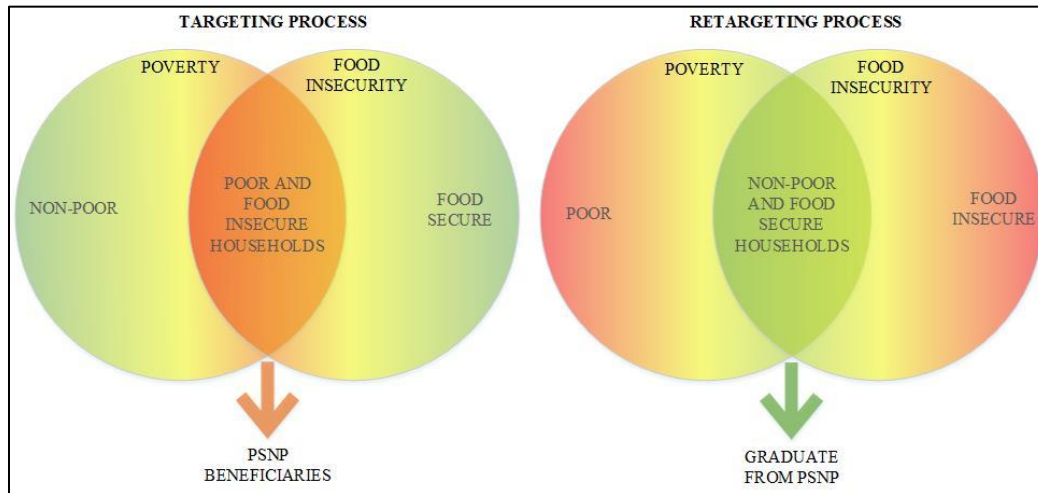 TARGETING PROCESS
POVERTY
FOOD
INSECURITY
NON-POOR
POOR AND
FOOD
INSECURE
HOUSEHOLDS
FOOD
SECURE
PSNP
BENEFICIARIES
RETARGETING PROCESS
POVERTY
FOOD
INSECURITY
POOR
NON-POOR
AND FOOD
SECURE
HOUSEHOLDS
FOOD
INSECURE
GRADUATE
FROM PSNP